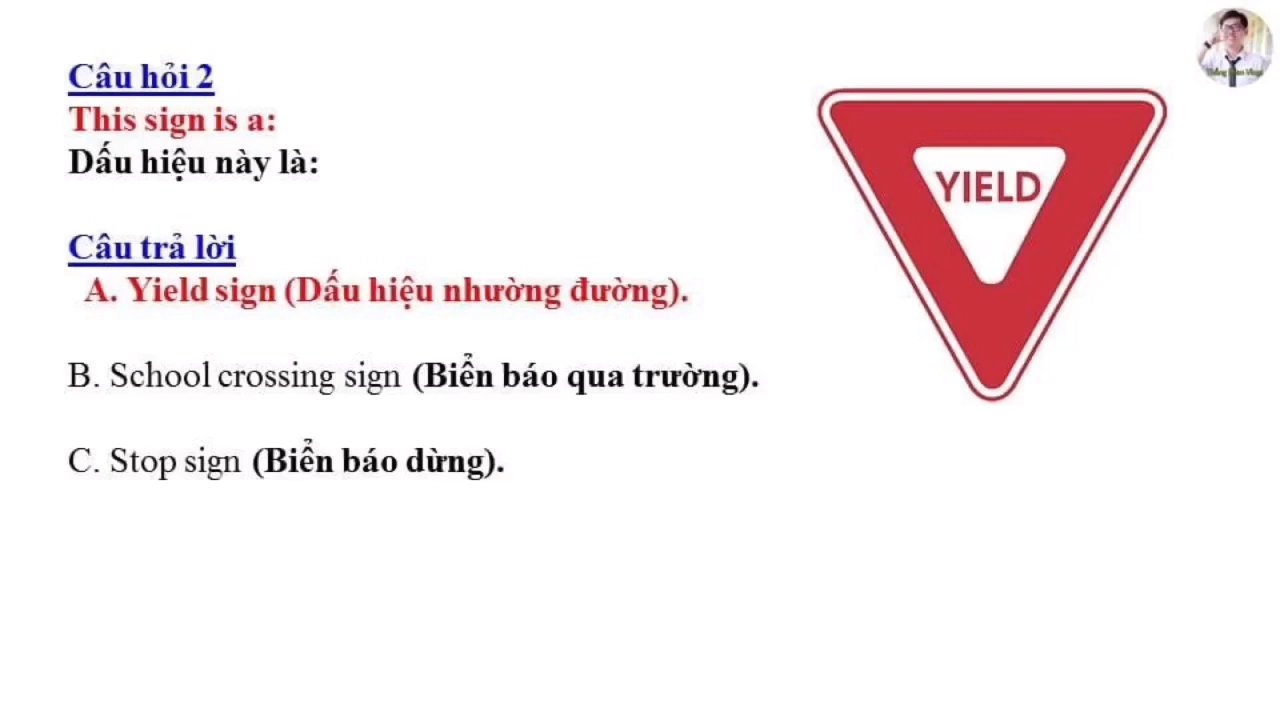 Câu hỏi 2
This sign is a:
Dấu hiệu này là:
Câu trả lời
A. Yield sign (Dấu hiệu nhường đường).
B. School crossing sign (Biển báo qua trường).
C. Stop sign (Biển báo dừng).
YIELD